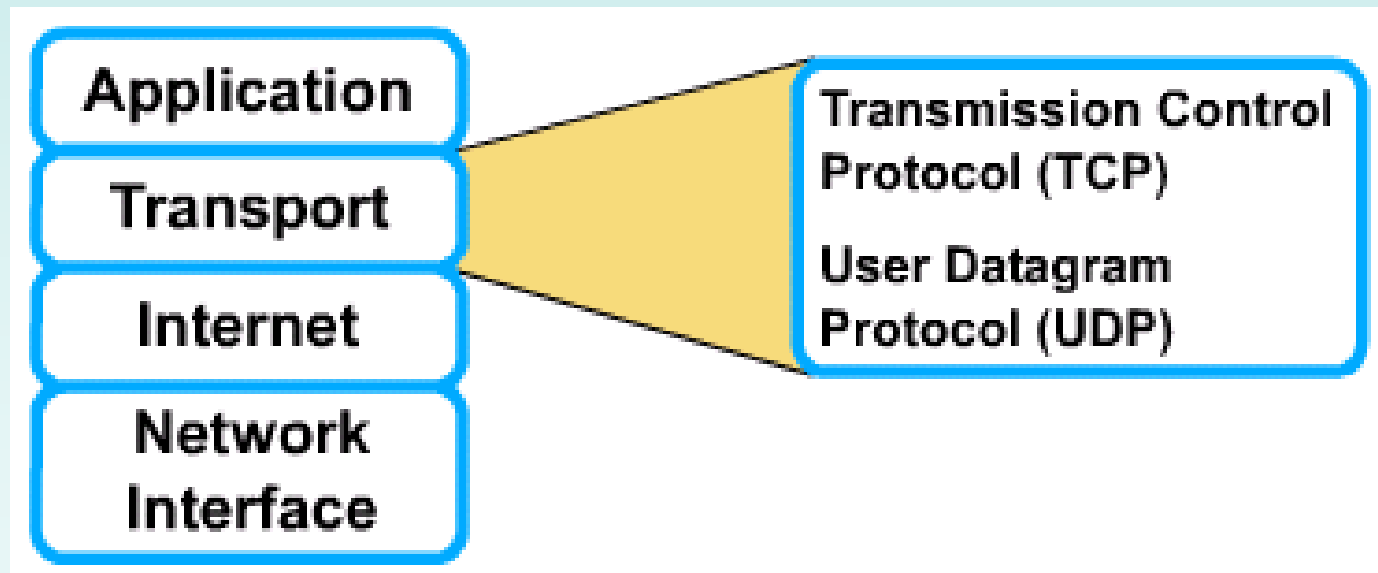 Application
Transport
Internet
Network
Interface
Transmission Control
Protocol (TCP)
User Datagram
Protocol (UDP)